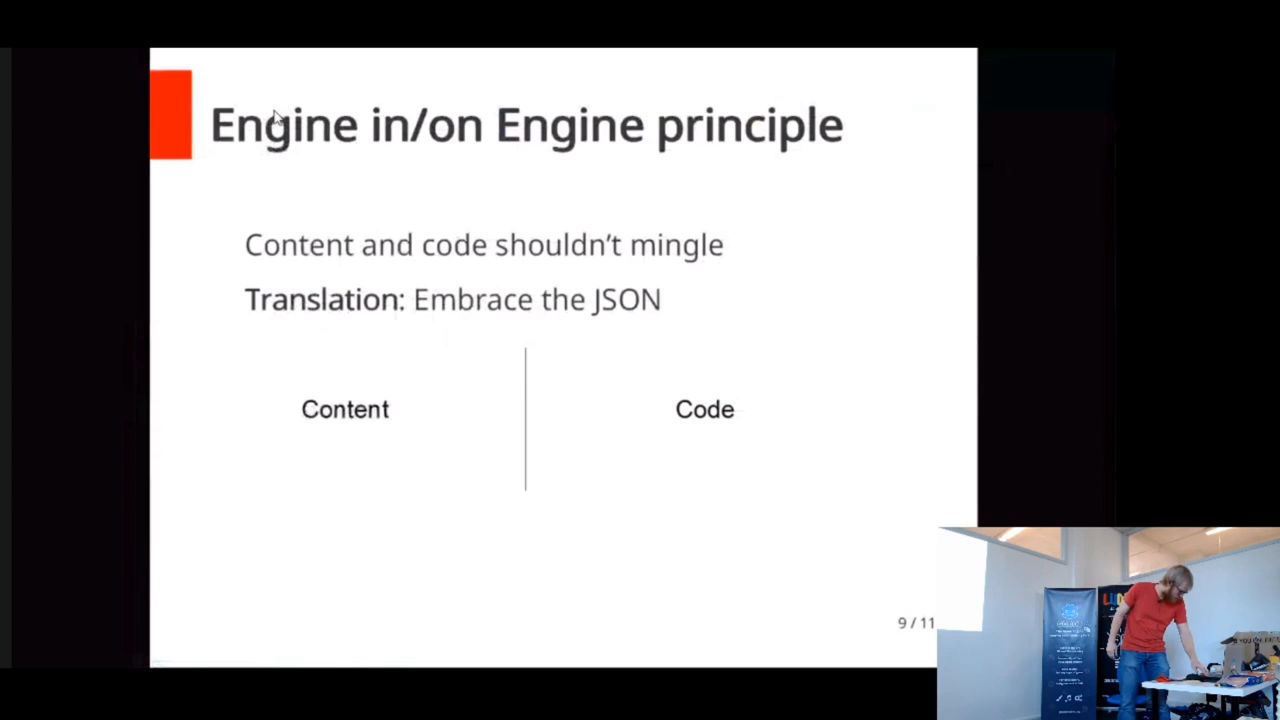 Engine in/on Engine principle
Content and code shouldn’t mingle
Translation: Embrace the JSON
Content
Code
9 / 11